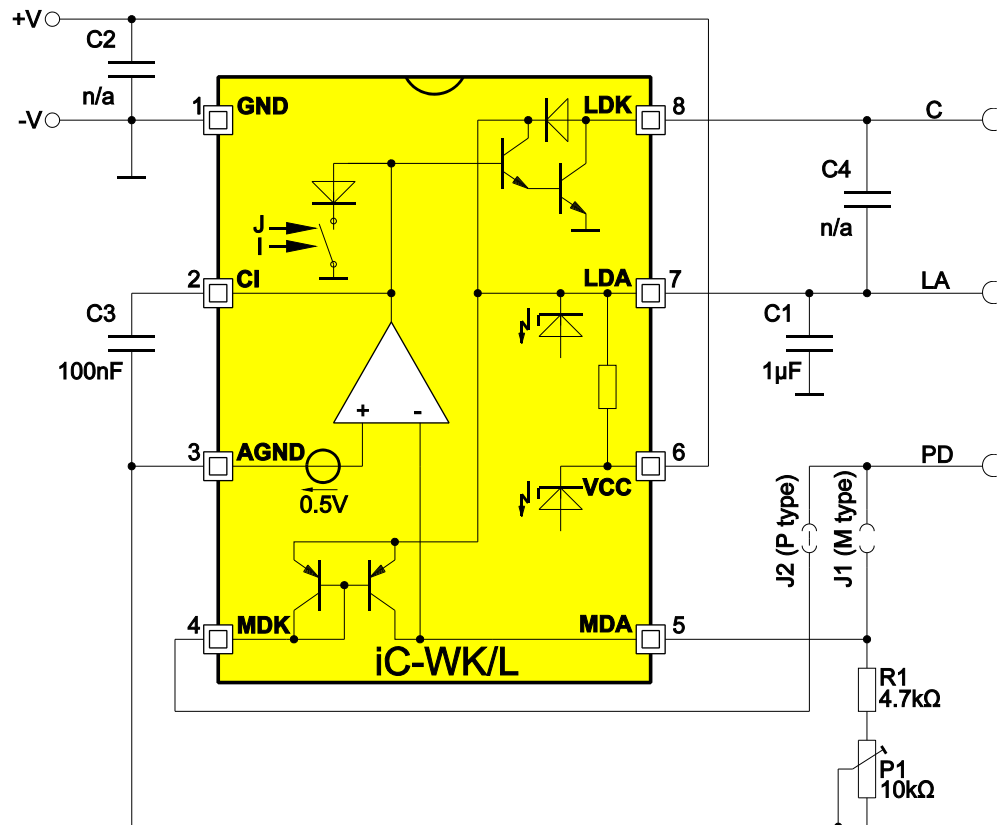 +V
C2
n/a
-V
1
GND
LDK
8
C
C4
n/a
J
I
2
CI
LDA
7
LA
C3
100nF
C1
1µF
+
-
3
AGND
0.5V
VCC
6
PD
J2 (P type)
J1 (M type)
4
MDK
MDA
5
iC-WK/L
R1
4.7kΩ
P1
10kΩ